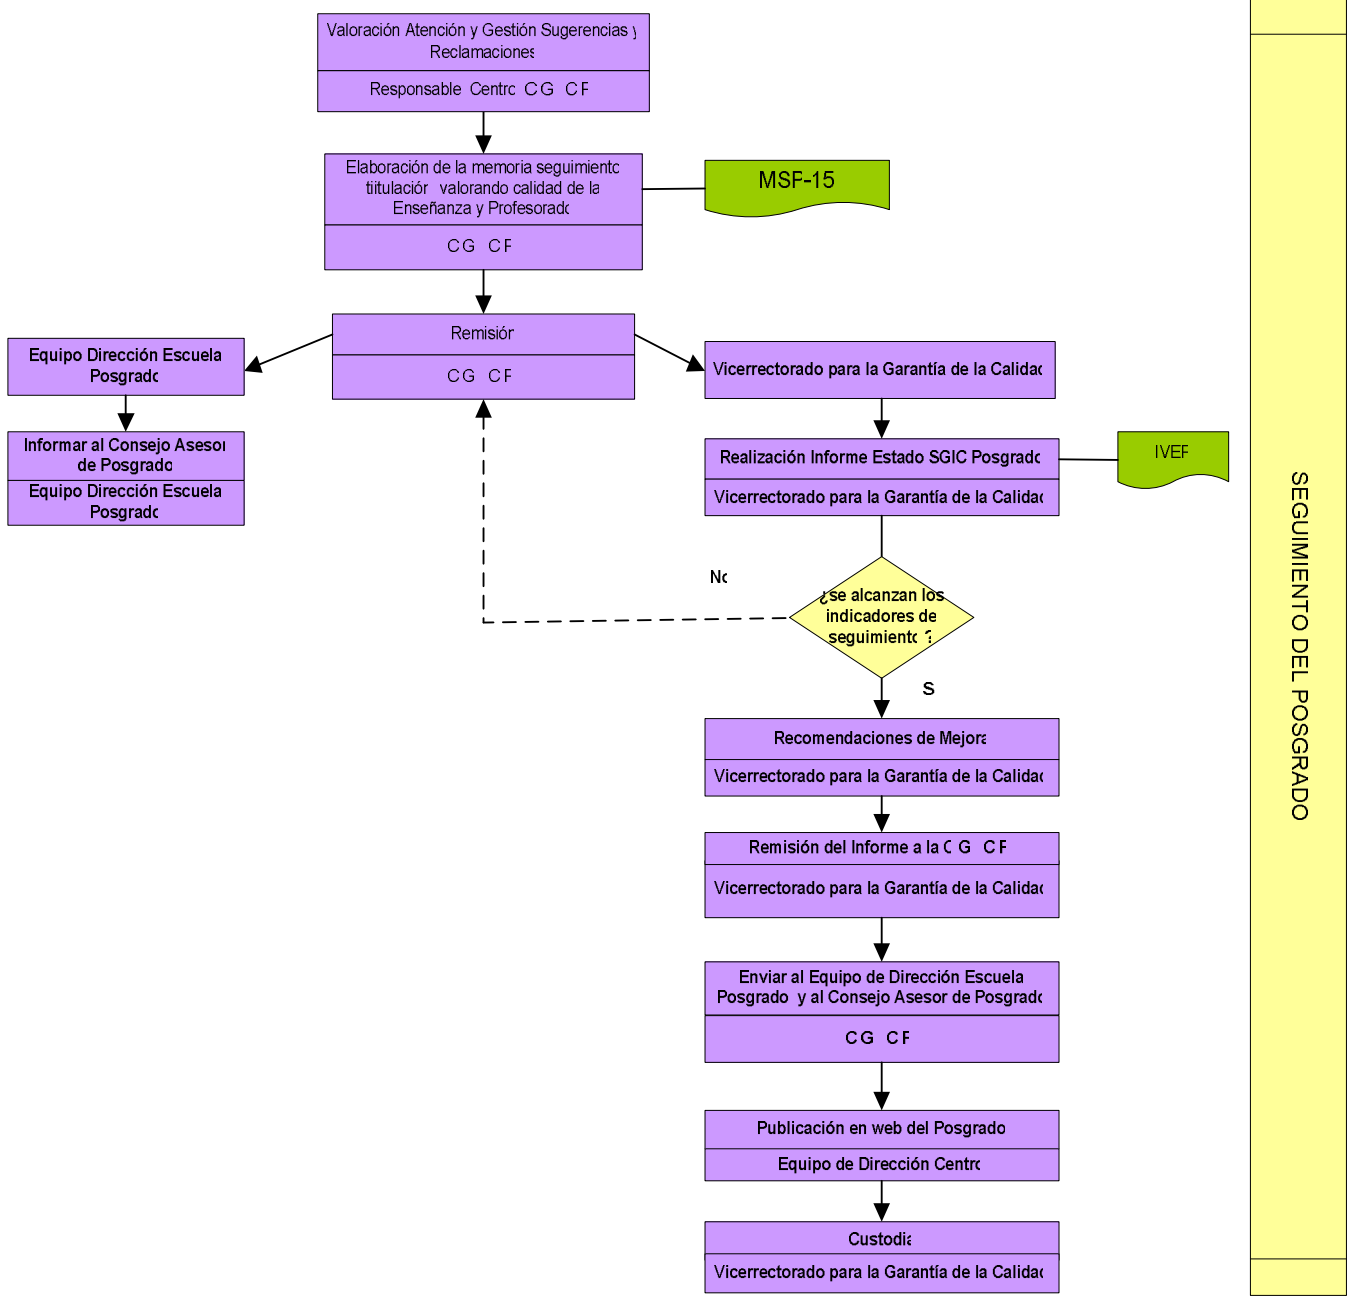 Valoración Atención y Gestión Sugerencias y
Reclamaciones
Responsable Centro CG CP
Elaboración de la memoria seguimiento
tiitulación valorando calidad de la
Enseñanza y Profesorado
CG CP
MSP-15
Remisión
CG CP
Equipo Dirección Escuela
Posgrado
Informar al Consejo Asesor
de Posgrado
Equipo Dirección Escuela
Posgrado
Vicerrectorado para la Garantía de la Calidad
Realización Informe Estado SGIC Posgrado
Vicerrectorado para la Garantía de la Calidad
No
¿se alcanzan los
indicadores de
seguimiento ?
Recomendaciones de Mejora
Vicerrectorado para la Garantía de la Calidad
Remisión del Informe a la C G CP
Vicerrectorado para la Garantía de la Calidad
Enviar al Equipo de Dirección Escuela
Posgrado y al Consejo Asesor de Posgrado
CG CP
Publicación en web del Posgrado
Equipo de Dirección Centro
Custodia
Vicerrectorado para la Garantía de la Calidad
SEGUIMIENTO DEL POSGRADO